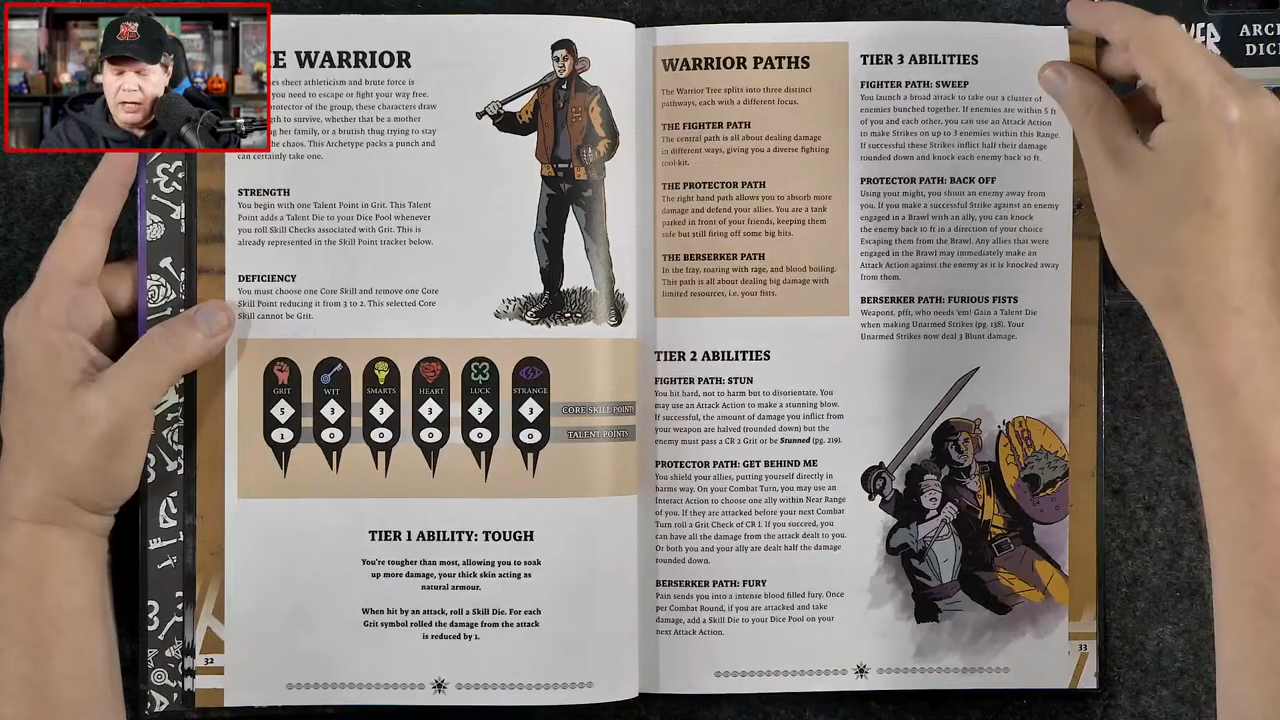 E WARRIOR
es sheer athleticism and brute force is
you need to escape or fight your way free.
rotector of the group, these characters draw
gth to survive, whether that be a mother
ng her family, or a brutish thug trying to stay
the chaos. This Archetype packs a punch and
can certainly take one.
STRENGTH
You begin with one Talent Point in Grit. This Talent
Point adds a Talent Die to your Dice Pool whenever
you roll Skill Checks associated with Grit. This is
already represented in the Skill Point tracker below.
DEFICIENCY
You must choose one Core Skill and remove one Core
Skill Point reducing it from 3 to 2. This selected Core
Skill cannot be Grit.
GRIT WIT SMARTS HEART LUCK STRANGE
5 3 3 3 3 3 CORE SKILL POINTS
1 0 0 0 0 0 TALENT POINTS
TIER 1 ABILITY: TOUGH
You're tougher than most, allowing you to soak
up more damage, your thick skin acting as
natural armour.
When hit by an attack, roll a Skill Die. For each
Grit symbol rolled the damage from the attack
is reduced by 1.
32
WARRIOR PATHS
The Warrior Tree splits into three distinct
pathways, each with a different focus.
THE FIGHTER PATH
The central path is all about dealing damage
in different ways, giving you a diverse fighting
tool-kit.
THE PROTECTOR PATH
The right hand path allows you to absorb more
damage and defend your allies. You are a tank
parked in front of your friends, keeping them
safe but still firing off some big hits.
THE BERSERKER PATH
In the fray, roaring with rage, and blood boiling.
This path is all about dealing big damage with
limited resources, i.e. your fists.
TIER 2 ABILITIES
FIGHTER PATH: STUN
You hit hard, not to harm but to disorientate. You
may use an Attack Action to make a stunning blow.
If successful, the amount of damage you inflict from
your weapon are halved (rounded down) but the
enemy must pass a CR 2 Grit or be Stunned (pg. 219).
PROTECTOR PATH: GET BEHIND ME
You shield your allies, putting yourself directly in
harms way. On your Combat Turn, you may use an
Interact Action to choose one ally within Near Range
of you. If they are attacked before your next Combat
Turn roll a Grit Check of CR 1. If you succeed, you
can have all the damage from the attack dealt to you.
Or both you and your ally are dealt half the damage
rounded down.
BERSERKER PATH: FURY
Pain sends you into a intense blood filled fury. Once
per Combat Round, if you are attacked and take
damage, add a Skill Die to your Dice Pool on your
next Attack Action.
TIER 3 ABILITIES
FIGHTER PATH: SWEEP
You launch a broad attack to take out a clutter of
enemies bunched together. If enemies are within 5 ft
of you and each other, you can use an Attack Action
to make Strikes on up to 3 enemies within this Range.
If successful these Strikes inflict half their damage
rounded down and knock each enemy back 10 ft.
PROTECTOR PATH: BACK OFF
Using your might, you shunt an enemy away from
you. If you make a successful Strike against an enemy
engaged in a Brawl with an ally, you can knock
the enemy back 10 ft in a direction of your choice
Escaping them from the Brawl. Any allies that were
engaged in the Brawl may immediately make an
Attack Action against the enemy as it is knocked away
from them.
BERSERKER PATH: FURIOUS FISTS
Weapons, pfft, who needs 'em! Gain a Talent Die
when making Unarmed Strikes (pg. 138). Your
Unarmed Strikes now deal 3 Blunt damage.
33
ARC
DIC